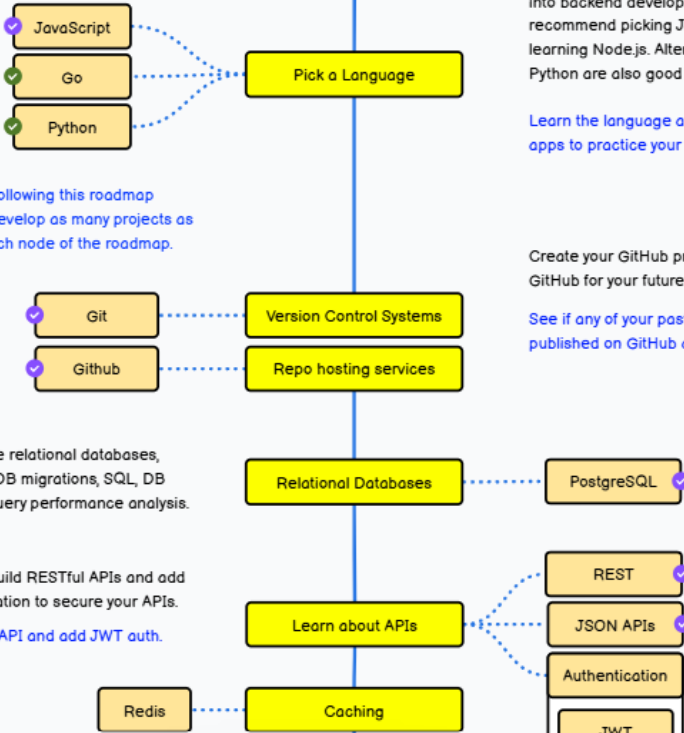 into backend develop
recommend picking J
learning Node.js. Alter
Python are also good
JavaScript
Go
Python
Pick a Language
Learn the language a
apps to practice your
ollowing this roadmap
evelop as many projects as
ch node of the roadmap.
Create your GitHub pr
GitHub for your future
See if any of your pas
published on GitHub
Git
Version Control Systems
Github
Repo hosting services
e relational databases,
DB migrations, SQL, DB
uery performance analysis.
Relational Databases
PostgreSQL
uild RESTful APIs and add
ation to secure your APIs.
API and add JWT auth.
Learn about APIs
REST
JSON APIs
Authentication
JWT
Redis
Caching